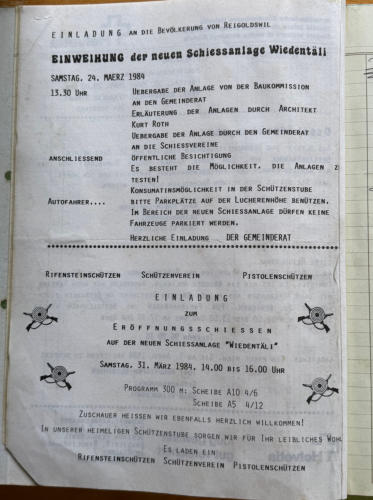 EINLADUNG AN DIE BEVÖLKERUNG VON REIGOLDSWIL
EINWEIHUNG der neuen Schiessanlage Wiedentäli
SAMSTAG, 24. MAERZ 1984
13.30 UHR UEBERGABE DER ANLAGE VON DER BAUKOMMISSION
AN DEN GEMEINDERAT
ERLÄUTERUNG DER ANLAGEN DURCH ARCHITEKT
KURT ROTH
UEBERGABE DER ANLAGE DURCH DEN GEMEINDERAT
AN DIE SCHIESSVEREINE
ANSCHLIESSEND ÖFFENTLICHE BESICHTIGUNG
ES BESTEHT DIE MÖGLICHKEIT, DIE ANLAGEN Z
TESTEN!
KONSUMATINSMÖGLICHKEIT IN DER SCHÜTZENSTUBE
AUTOFAHRER.... BITTE PARKPLÄTZE AUF DER LUCHERENHÖHE BENÜTZEN.
IM BEREICH DER NEUEN SCHIESSANLAGE DÜRFEN KEINE
FAHRZEUGE PARKIERT WERDEN.
HERZLICHE EINLADUNG DER GEMEINDERAT
RIFENSTEINSCHÜTZEN SCHÜTZENVEREIN PISTOLENSCHÜTZEN
EINLADUNG
ZUM
ERÖFFNUNGSSCHIESSEN
AUF DER NEUEN SCHIESSANLAGE "WIEDENTÄLI"
SAMSTAG, 31. MÄRZ 1984, 14.00 BIS 16.00 UHR
PROGRAMM 300 M: SCHEIBE A10 4/6
SCHEIBE A5 4/12
ZUSCHAUER HEISSEN WIR EBENFALLS HERZLICH WILLKOMMEN!
IN UNSERER HEIMELIGEN SCHÜTZENSTUBE SORGEN WIR FÜR IHR LEIBLICHES WOHL
ES LADEN EIN
RIFENSTEINSCHÜTZEN SCHÜTZENVEREIN PISTOLENSCHÜTZEN